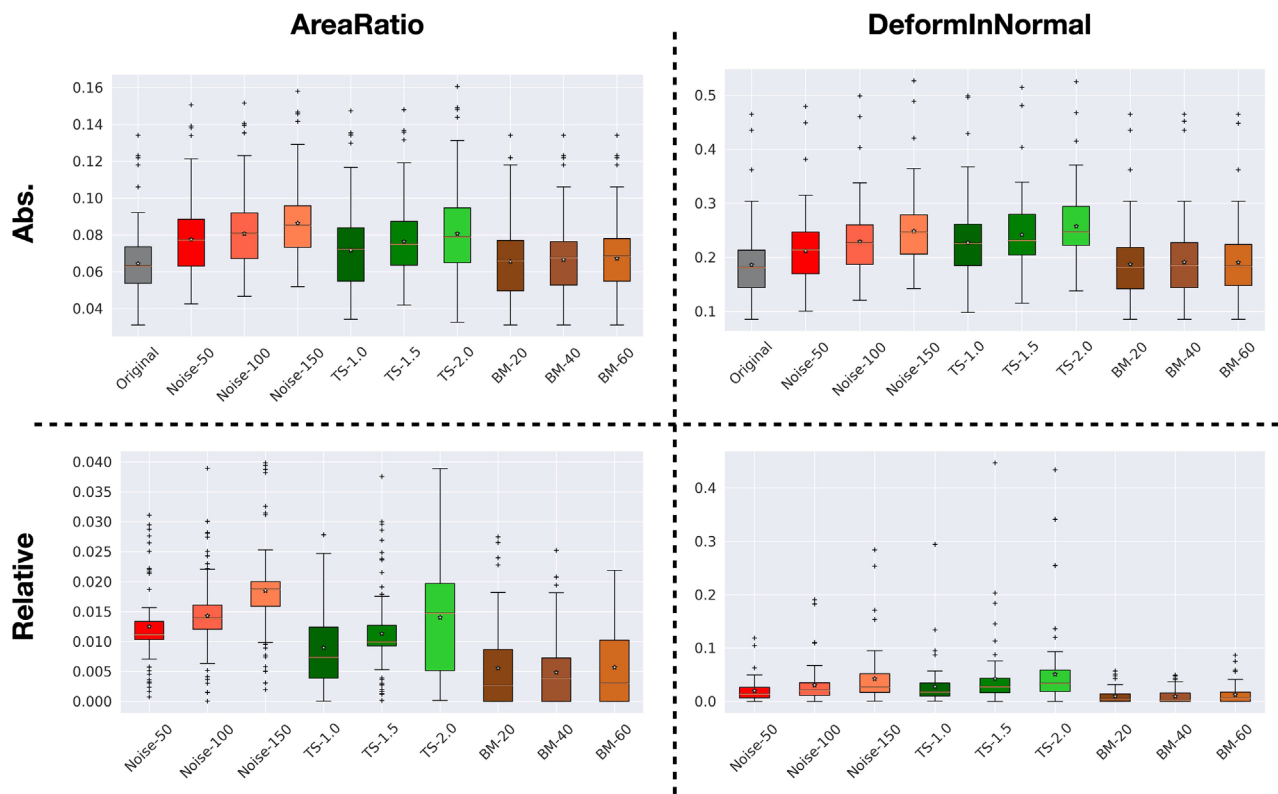 AreaRatio
DeformInNormal
Abs.
0.16
0.14
0.12
0.10
0.08
0.06
0.04
Original
Noise-50
Noise-100
Noise-150
TS-1.0
TS-1.5
TS-2.0
BM-20
BM-40
BM-60
0.5
0.4
0.3
0.2
0.1
Original
Noise-50
Noise-100
Noise-150
TS-1.0
TS-1.5
TS-2.0
BM-20
BM-40
BM-60
Relative
0.040
0.035
0.030
0.025
0.020
0.015
0.010
0.005
0.000
Noise-50
Noise-100
Noise-150
TS-1.0
TS-1.5
TS-2.0
BM-20
BM-40
BM-60
0.4
0.3
0.2
0.1
0.0
Noise-50
Noise-100
Noise-150
TS-1.0
TS-1.5
TS-2.0
BM-20
BM-40
BM-60